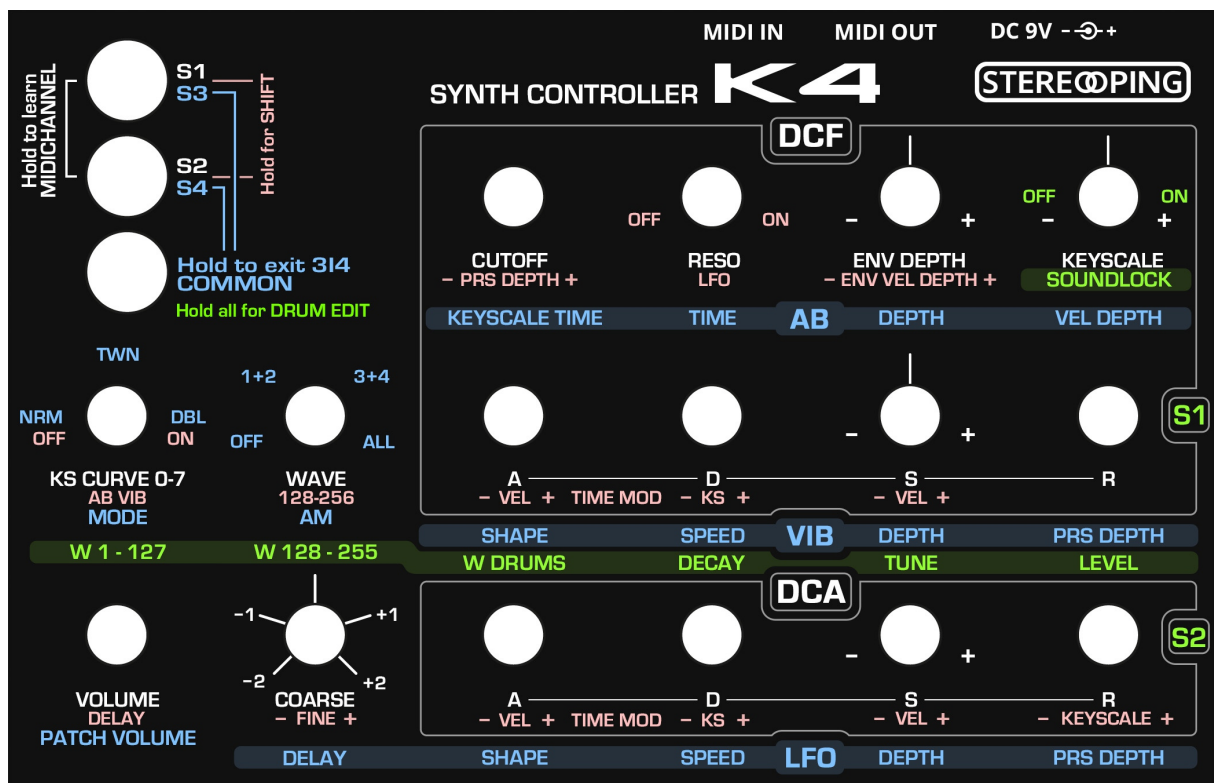 MIDI IN MIDI OUT DC 9V - +
SYNTH CONTROLLER K4 STEREOPING
Hold to learn
MIDICHANNEL
S1
S3
S2
S4
Hold for SHIFT
Hold to exit 3I4
COMMON
Hold all for DRUM EDIT
DCF
OFF ON
- +
OFF ON
- +
CUTOFF RESO ENV DEPTH KEYSCALE
- PRS DEPTH + LFO - ENV VEL DEPTH + SOUNDLOCK
KEYSCALE TIME TIME AB DEPTH VEL DEPTH
TWN
1+2 3+4
NRM DBL
OFF ON
OFF ALL
- +
S1
KS CURVE 0-7 WAVE
AB VIB 128-256
MODE AM
A D S R
- VEL + TIME MOD - KS + - VEL +
SHAPE SPEED VIB DEPTH PRS DEPTH
W 1 - 127 W 128 - 255 W DRUMS DECAY TUNE LEVEL
DCA
-1 +1
-2 +2
- +
S2
VOLUME COARSE
DELAY - FINE +
PATCH VOLUME
A D S R
- VEL + TIME MOD - KS + - VEL + - KEYSCALE +
DELAY SHAPE SPEED LFO DEPTH PRS DEPTH